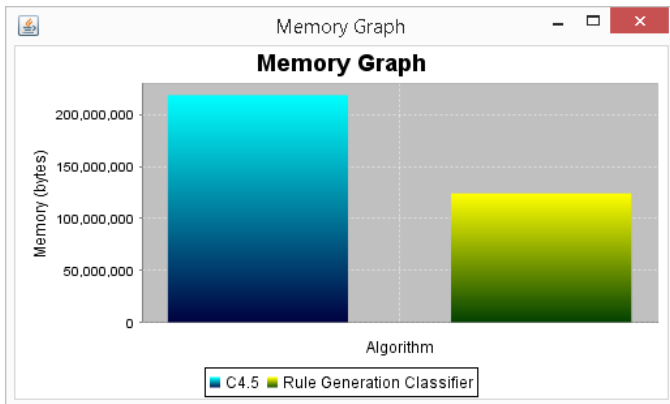 Memory Graph
Memory Graph
Memory (bytes)
200,000,000
150,000,000
100,000,000
50,000,000
0
Algorithm
C4.5 Rule Generation Classifier